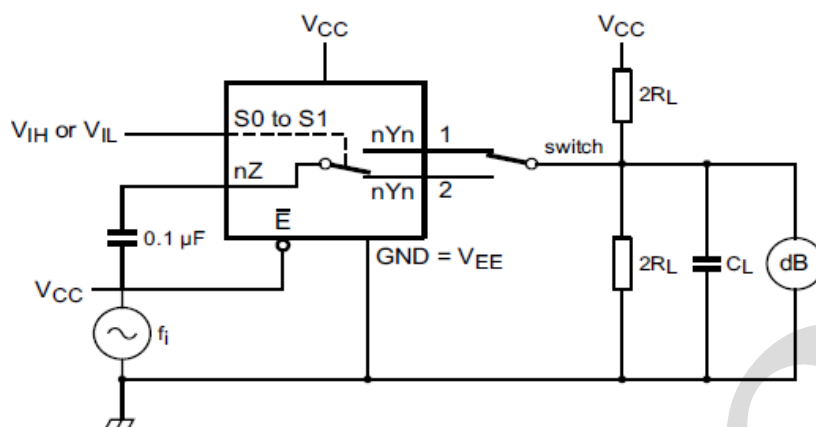 VCC
VCC
2RL
S0 to S1
VIH or VIL
nYn 1
switch
nZ
nYn 2
E̅
0.1 µF
GND = VEE
2RL
CL
dB
VCC
fi